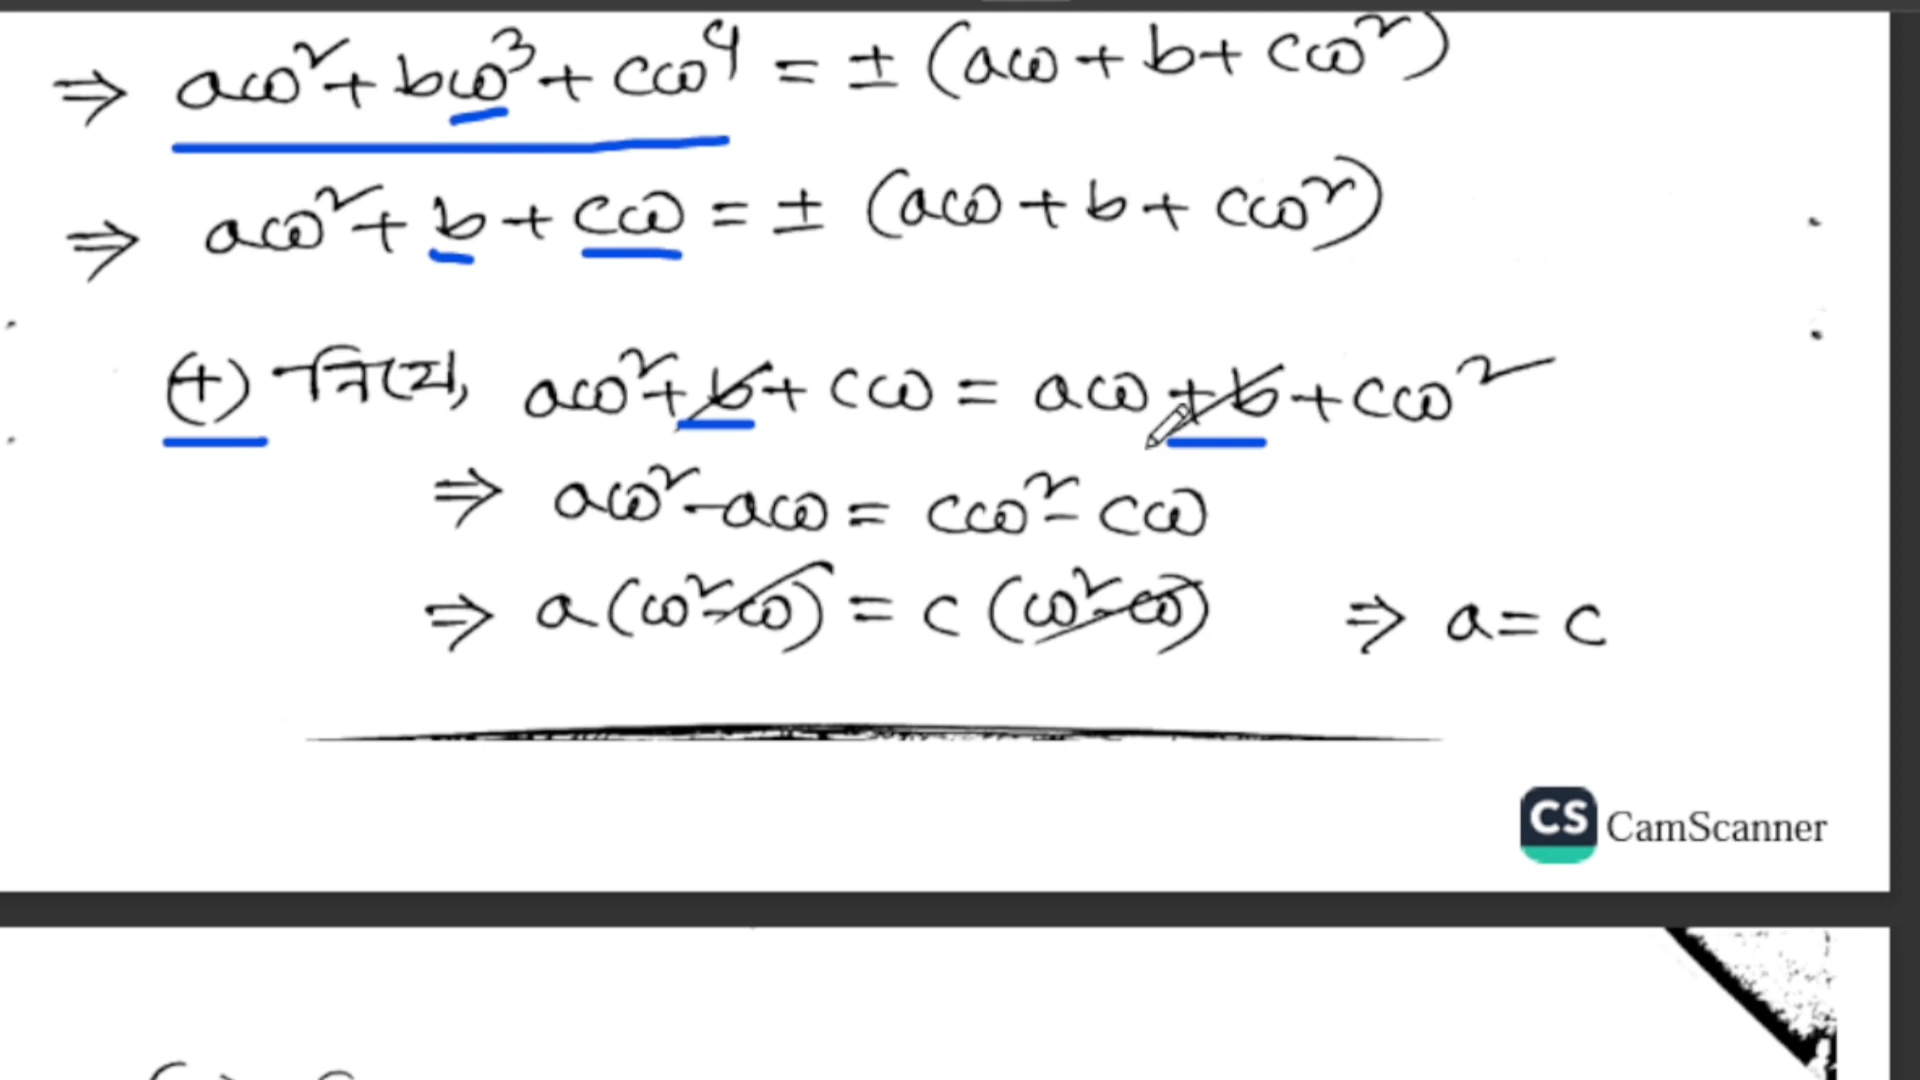 ⇒ aω² + bω³ + cω⁴ = ± (aω + b + cω²)
⇒ aω² + b + cω = ± (aω + b + cω²)
(+) নিয়ে, aω² + b + cω = aω + b + cω²
⇒ aω² - aω = cω² - cω
⇒ a(ω² - ω) = c(ω² - ω) ⇒ a = c
CS CamScanner